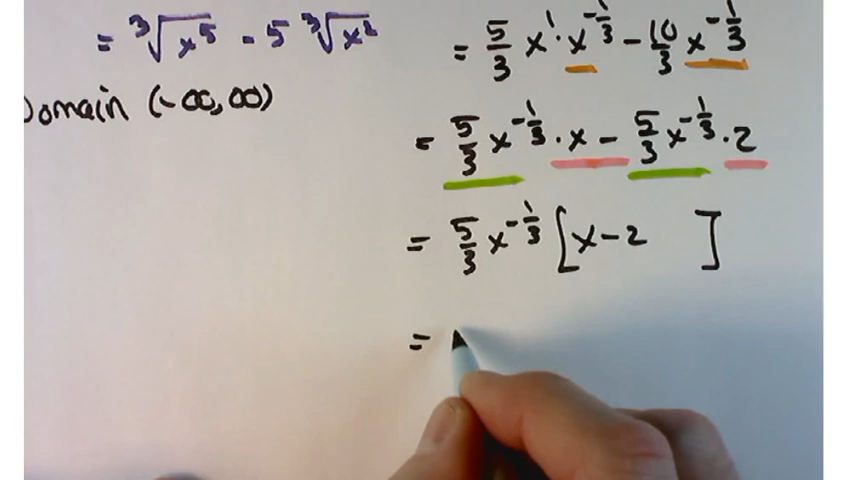 = ∛x⁵ - 5 ∛x²
Domain (-∞,∞)
= 5/3 x¹ · x^(-1/3) - 10/3 x^(-1/3)
= 5/3 x^(-1/3) · x - 5/3 x^(-1/3) · 2
= 5/3 x^(-1/3) [x-2 ]
=